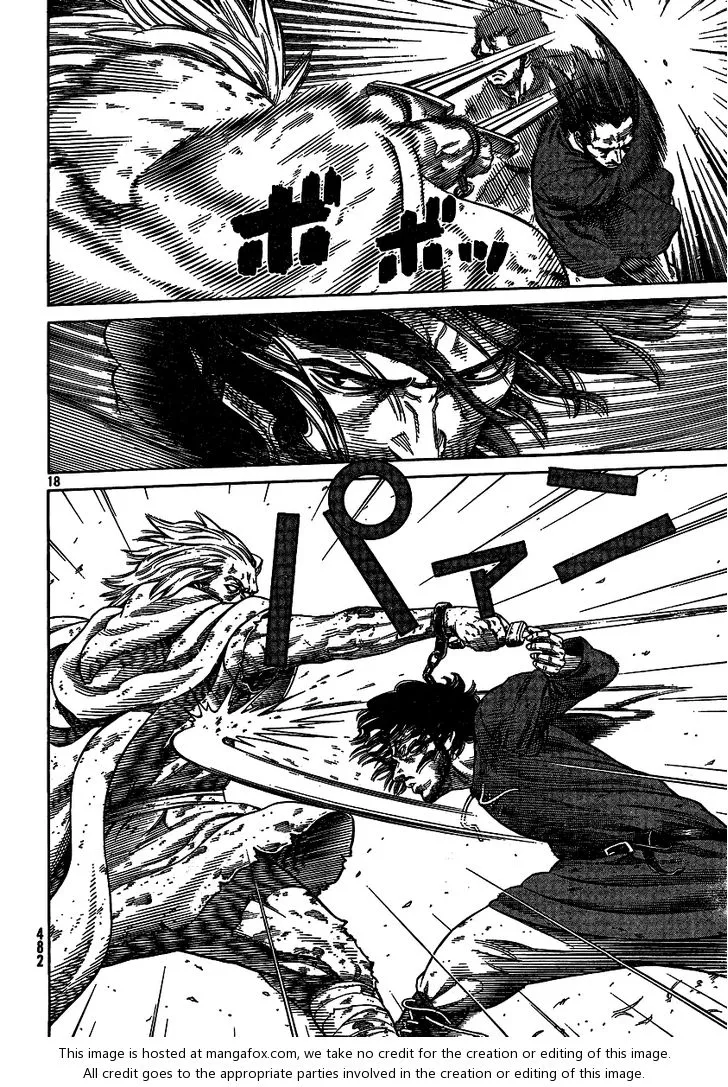 ボ
ボッ
18
パァーン
482
This image is hosted at mangafox.com, we take no credit for the creation or editing of this image.
All credit goes to the appropriate parties involved in the creation or editing of this image.